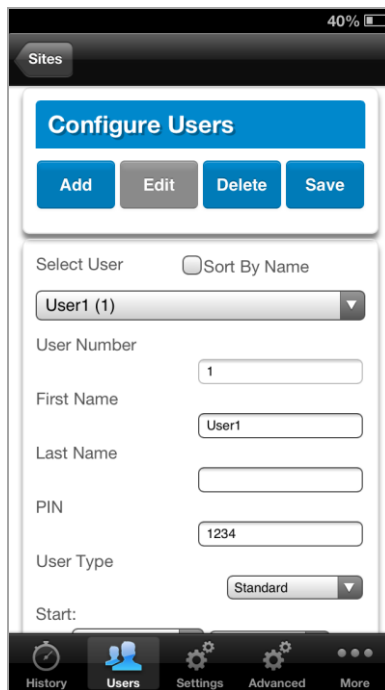 40%
Sites
Configure Users
Add Edit Delete Save
Select User Sort By Name
User1 (1)
User Number
1
First Name
User1
Last Name
PIN
1234
User Type
Standard
Start:
History Users Settings Advanced More